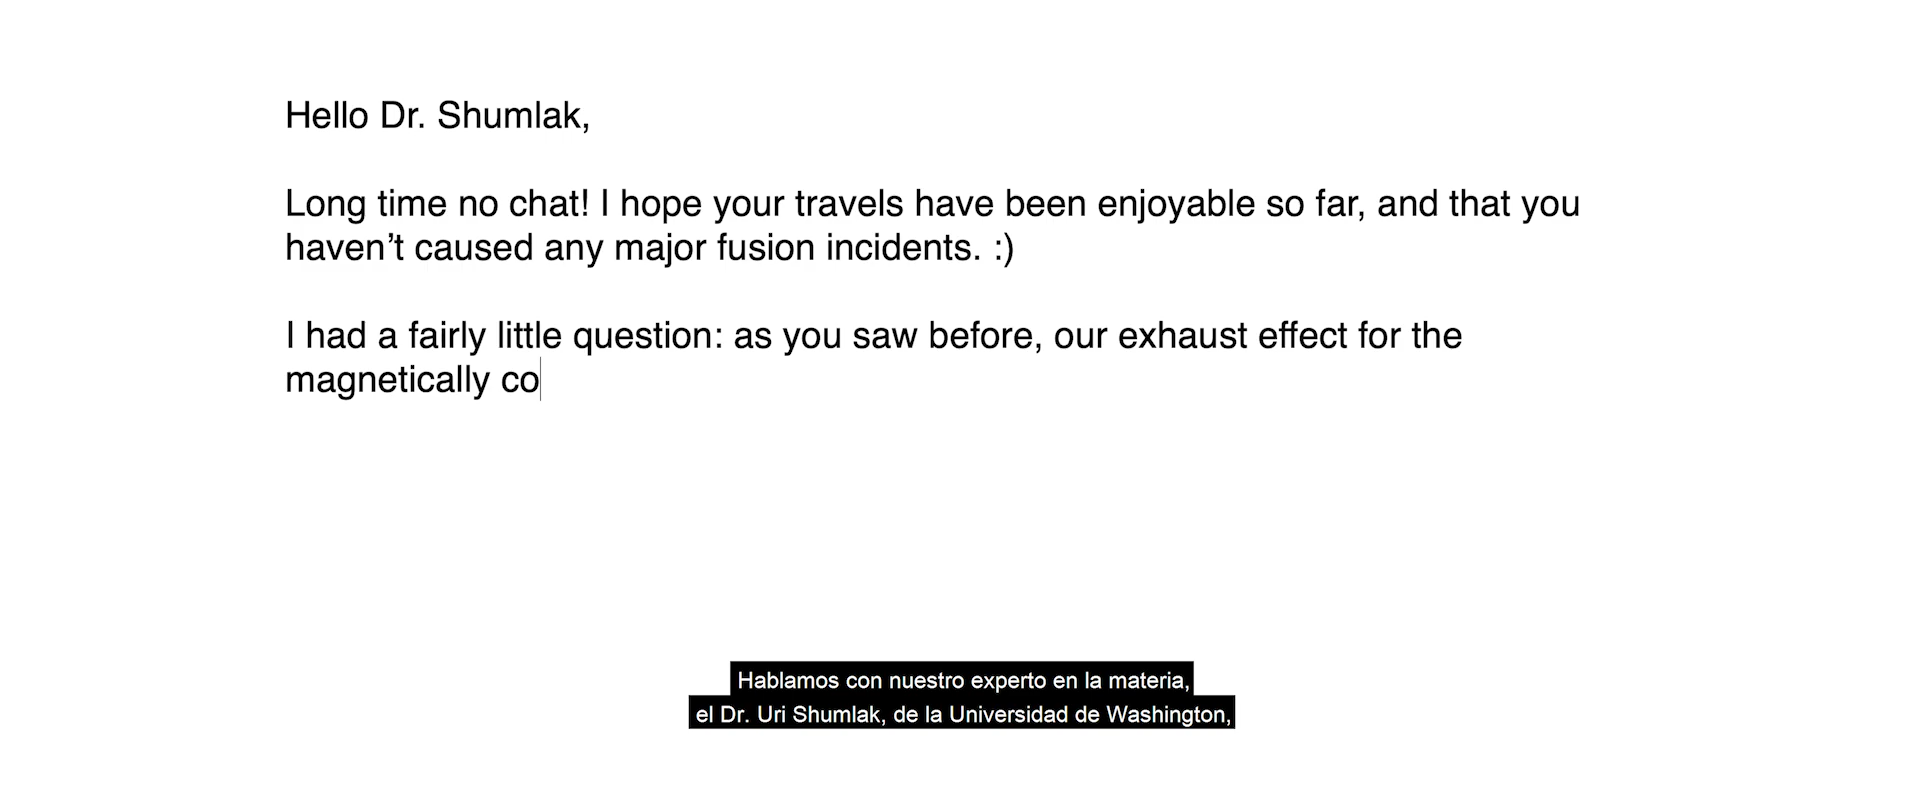 Hello Dr. Shumlak,
Long time no chat! I hope your travels have been enjoyable so far, and that you
haven’t caused any major fusion incidents. :)
I had a fairly little question: as you saw before, our exhaust effect for the
magnetically co
Hablamos con nuestro experto en la materia,
el Dr. Uri Shumlak, de la Universidad de Washington,